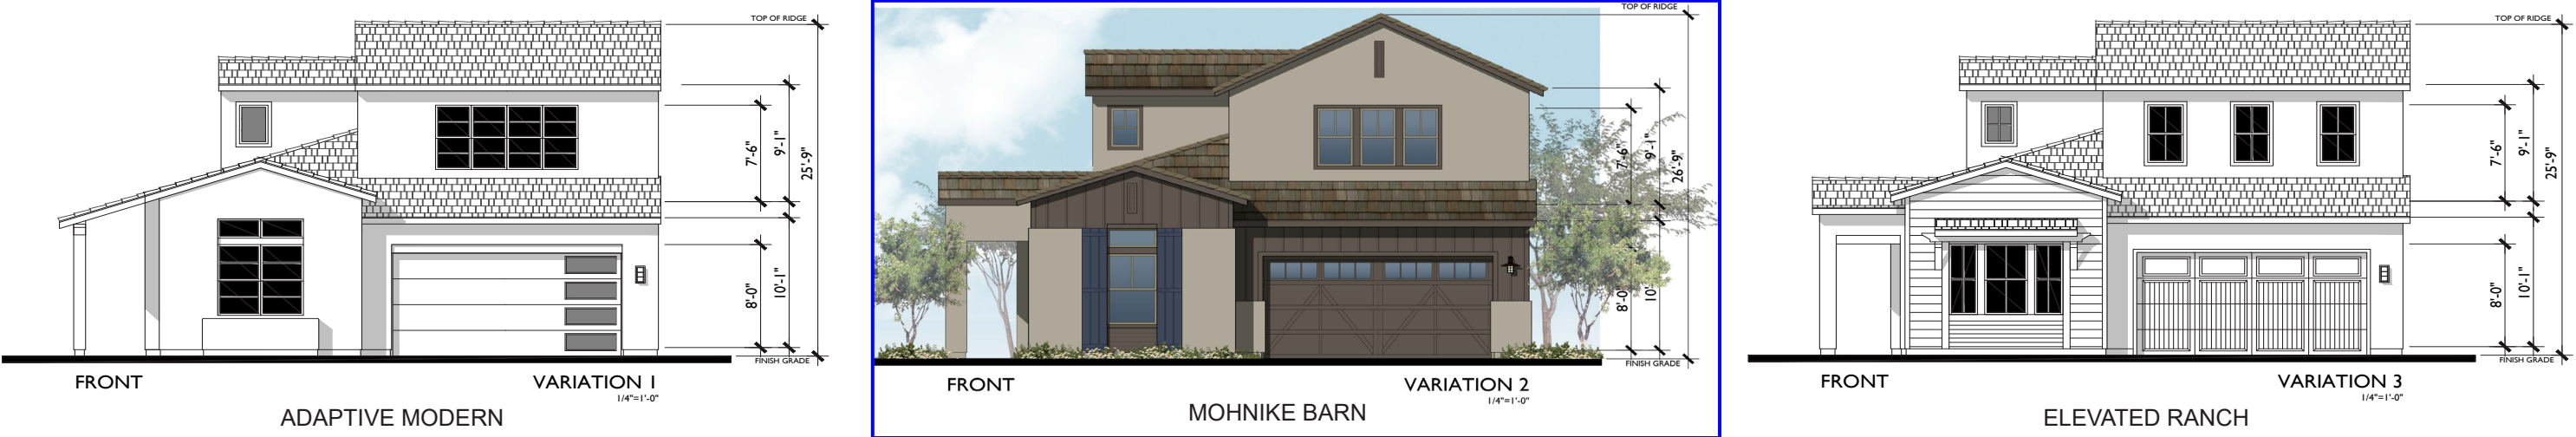 TOP OF RIDGE
7'-6"
9'-1"
25'-9"
8'-0"
10'-1"
FINISH GRADE
FRONT
VARIATION 1
1/4"=1'-0"
ADAPTIVE MODERN
TOP OF RIDGE
7'-6"
9'-1"
26'-9"
8'-0"
10'
FINISH GRADE
FRONT
VARIATION 2
1/4"=1'-0"
MOHNIKE BARN
TOP OF RIDGE
7'-6"
9'-1"
25'-9"
8'-0"
10'-1"
FINISH GRADE
FRONT
VARIATION 3
1/4"=1'-0"
ELEVATED RANCH